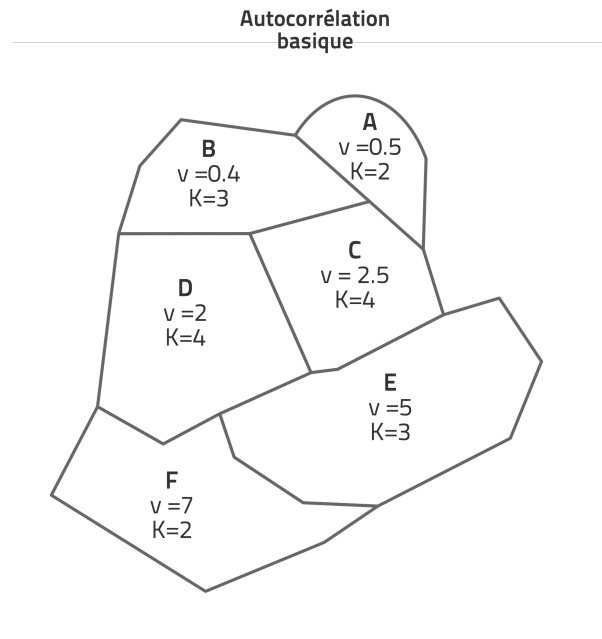 Autocorrélation
basique
A
v =0.5
K=2
B
v =0.4
K=3
C
v = 2.5
K=4
D
v =2
K=4
E
v =5
K=3
F
v =7
K=2